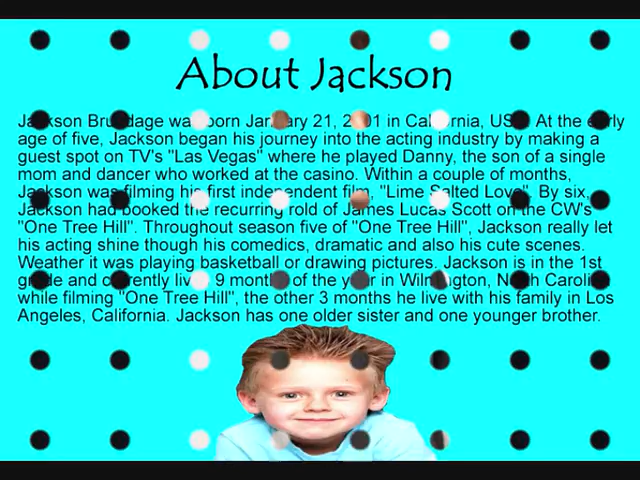 About Jackson
Jackson Brundage was born January 21, 2001 in California, USA. At the early
age of five, Jackson began his journey into the acting industry by making a
guest spot on TV's "Las Vegas" where he played Danny, the son of a single
mom and dancer who worked at the casino. Within a couple of months,
Jackson was filming his first independent film, "Lime Salted Love". By six,
Jackson had booked the recurring rold of James Lucas Scott on the CW's
"One Tree Hill". Throughout season five of "One Tree Hill", Jackson really let
his acting shine though his comedics, dramatic and also his cute scenes.
Weather it was playing basketball or drawing pictures. Jackson is in the 1st
grade and currently lives 9 months of the year in Wilmington, North Carolina
while filming "One Tree Hill", the other 3 months he live with his family in Los
Angeles, California. Jackson has one older sister and one younger brother.